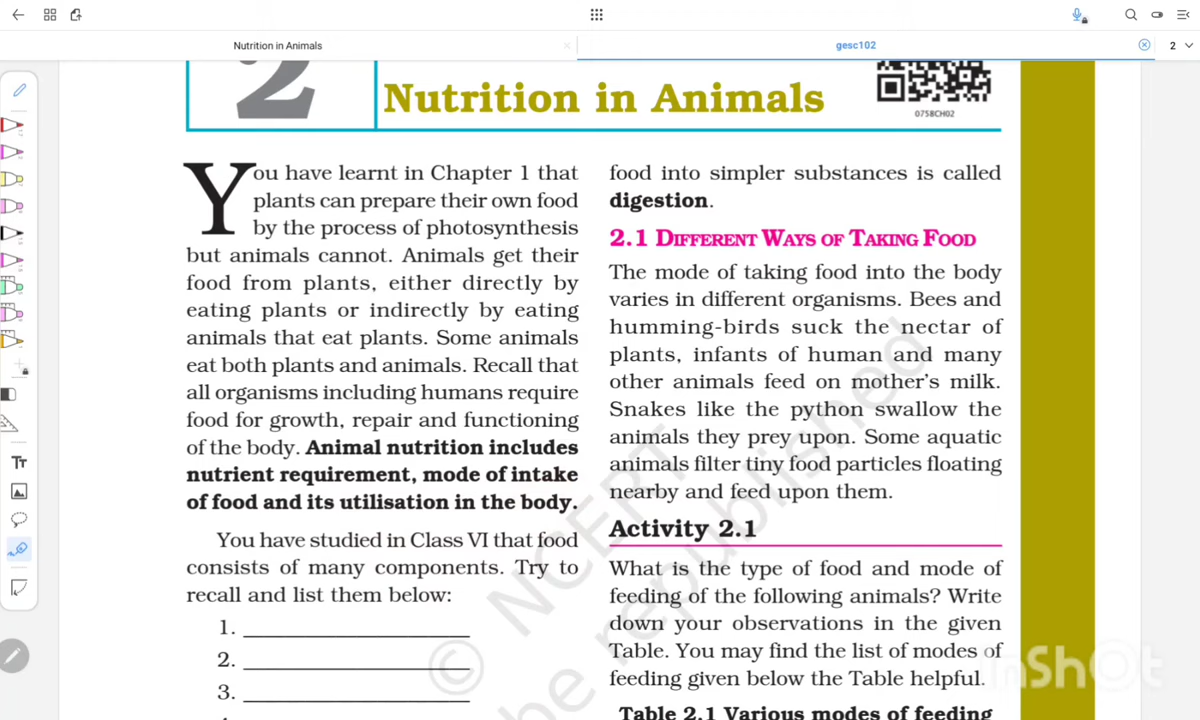 Nutrition in Animals
gesc102
2
2
Nutrition in Animals
0758CH02
You have learnt in Chapter 1 that
plants can prepare their own food
by the process of photosynthesis
but animals cannot. Animals get their
food from plants, either directly by
eating plants or indirectly by eating
animals that eat plants. Some animals
eat both plants and animals. Recall that
all organisms including humans require
food for growth, repair and functioning
of the body. Animal nutrition includes
nutrient requirement, mode of intake
of food and its utilisation in the body.
You have studied in Class VI that food
consists of many components. Try to
recall and list them below:
1. ____________________
2. ____________________
3. ____________________
food into simpler substances is called
digestion.
2.1 DIFFERENT WAYS OF TAKING FOOD
The mode of taking food into the body
varies in different organisms. Bees and
humming-birds suck the nectar of
plants, infants of human and many
other animals feed on mother's milk.
Snakes like the python swallow the
animals they prey upon. Some aquatic
animals filter tiny food particles floating
nearby and feed upon them.
Activity 2.1
What is the type of food and mode of
feeding of the following animals? Write
down your observations in the given
Table. You may find the list of modes of
feeding given below the Table helpful.
Table 2.1 Various modes of feeding
© NCERT
be republished
InShOt
Tт